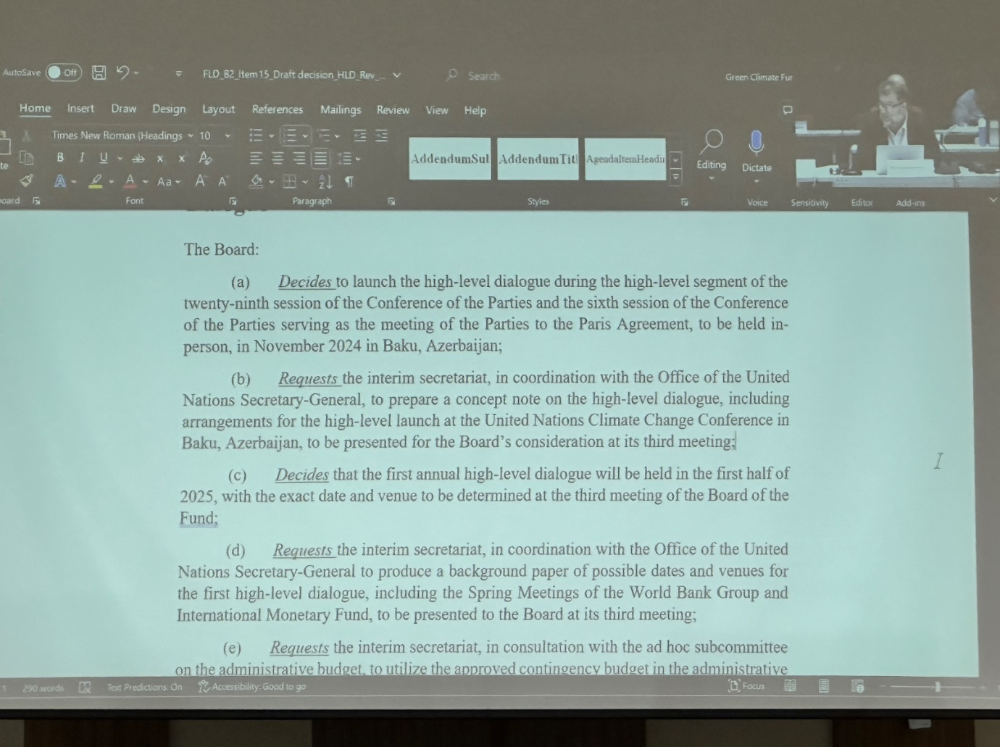 AutoSave Off FLD_B2_Item15_Draft decision_HLD_Rev_... Search Green Climate Fur
Home Insert Draw Design Layout References Mailings Review View Help
Times New Roman (Headings 10
B I U ab x x A
A A Aa A A
AddendumSul AddendumTitl AgendaItemHeadi
Editing Dictate
Font Paragraph Styles Voice Sensitivity Editor Add-ins
The Board:
(a) Decides to launch the high-level dialogue during the high-level segment of the
twenty-ninth session of the Conference of the Parties and the sixth session of the Conference
of the Parties serving as the meeting of the Parties to the Paris Agreement, to be held in-
person, in November 2024 in Baku, Azerbaijan;
(b) Requests the interim secretariat, in coordination with the Office of the United
Nations Secretary-General, to prepare a concept note on the high-level dialogue, including
arrangements for the high-level launch at the United Nations Climate Change Conference in
Baku, Azerbaijan, to be presented for the Board’s consideration at its third meeting;
(c) Decides that the first annual high-level dialogue will be held in the first half of
2025, with the exact date and venue to be determined at the third meeting of the Board of the
Fund;
(d) Requests the interim secretariat, in coordination with the Office of the United
Nations Secretary-General to produce a background paper of possible dates and venues for
the first high-level dialogue, including the Spring Meetings of the World Bank Group and
International Monetary Fund, to be presented to the Board at its third meeting;
(e) Requests the interim secretariat, in consultation with the ad hoc subcommittee
on the administrative budget, to utilize the approved contingency budget in the administrative
1 290 words Text Predictions: On Accessibility: Good to go Focus